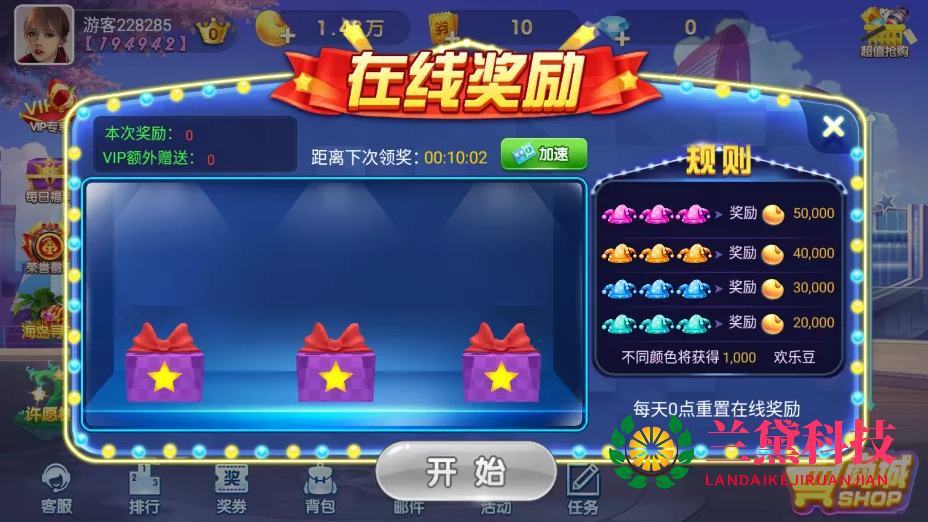 游客228285
【794942】
0
10
0
超值抢购
在线奖励
VIP
VIP专
本次奖励： 0
VIP额外赠送： 0
距离下次领奖：00:10:02
加速
规则
奖励 50,000
奖励 40,000
奖励 30,000
奖励 20,000
不同颜色将获得1,000 欢乐豆
每天0点重置在线奖励
每日福
荣誉徽
海岛寻
许愿
开始
兰黛科技
LANDAIKEJIRUANJIAN
商城
SHOP
客服
排行
奖
奖券
背包
邮件
活动
任务